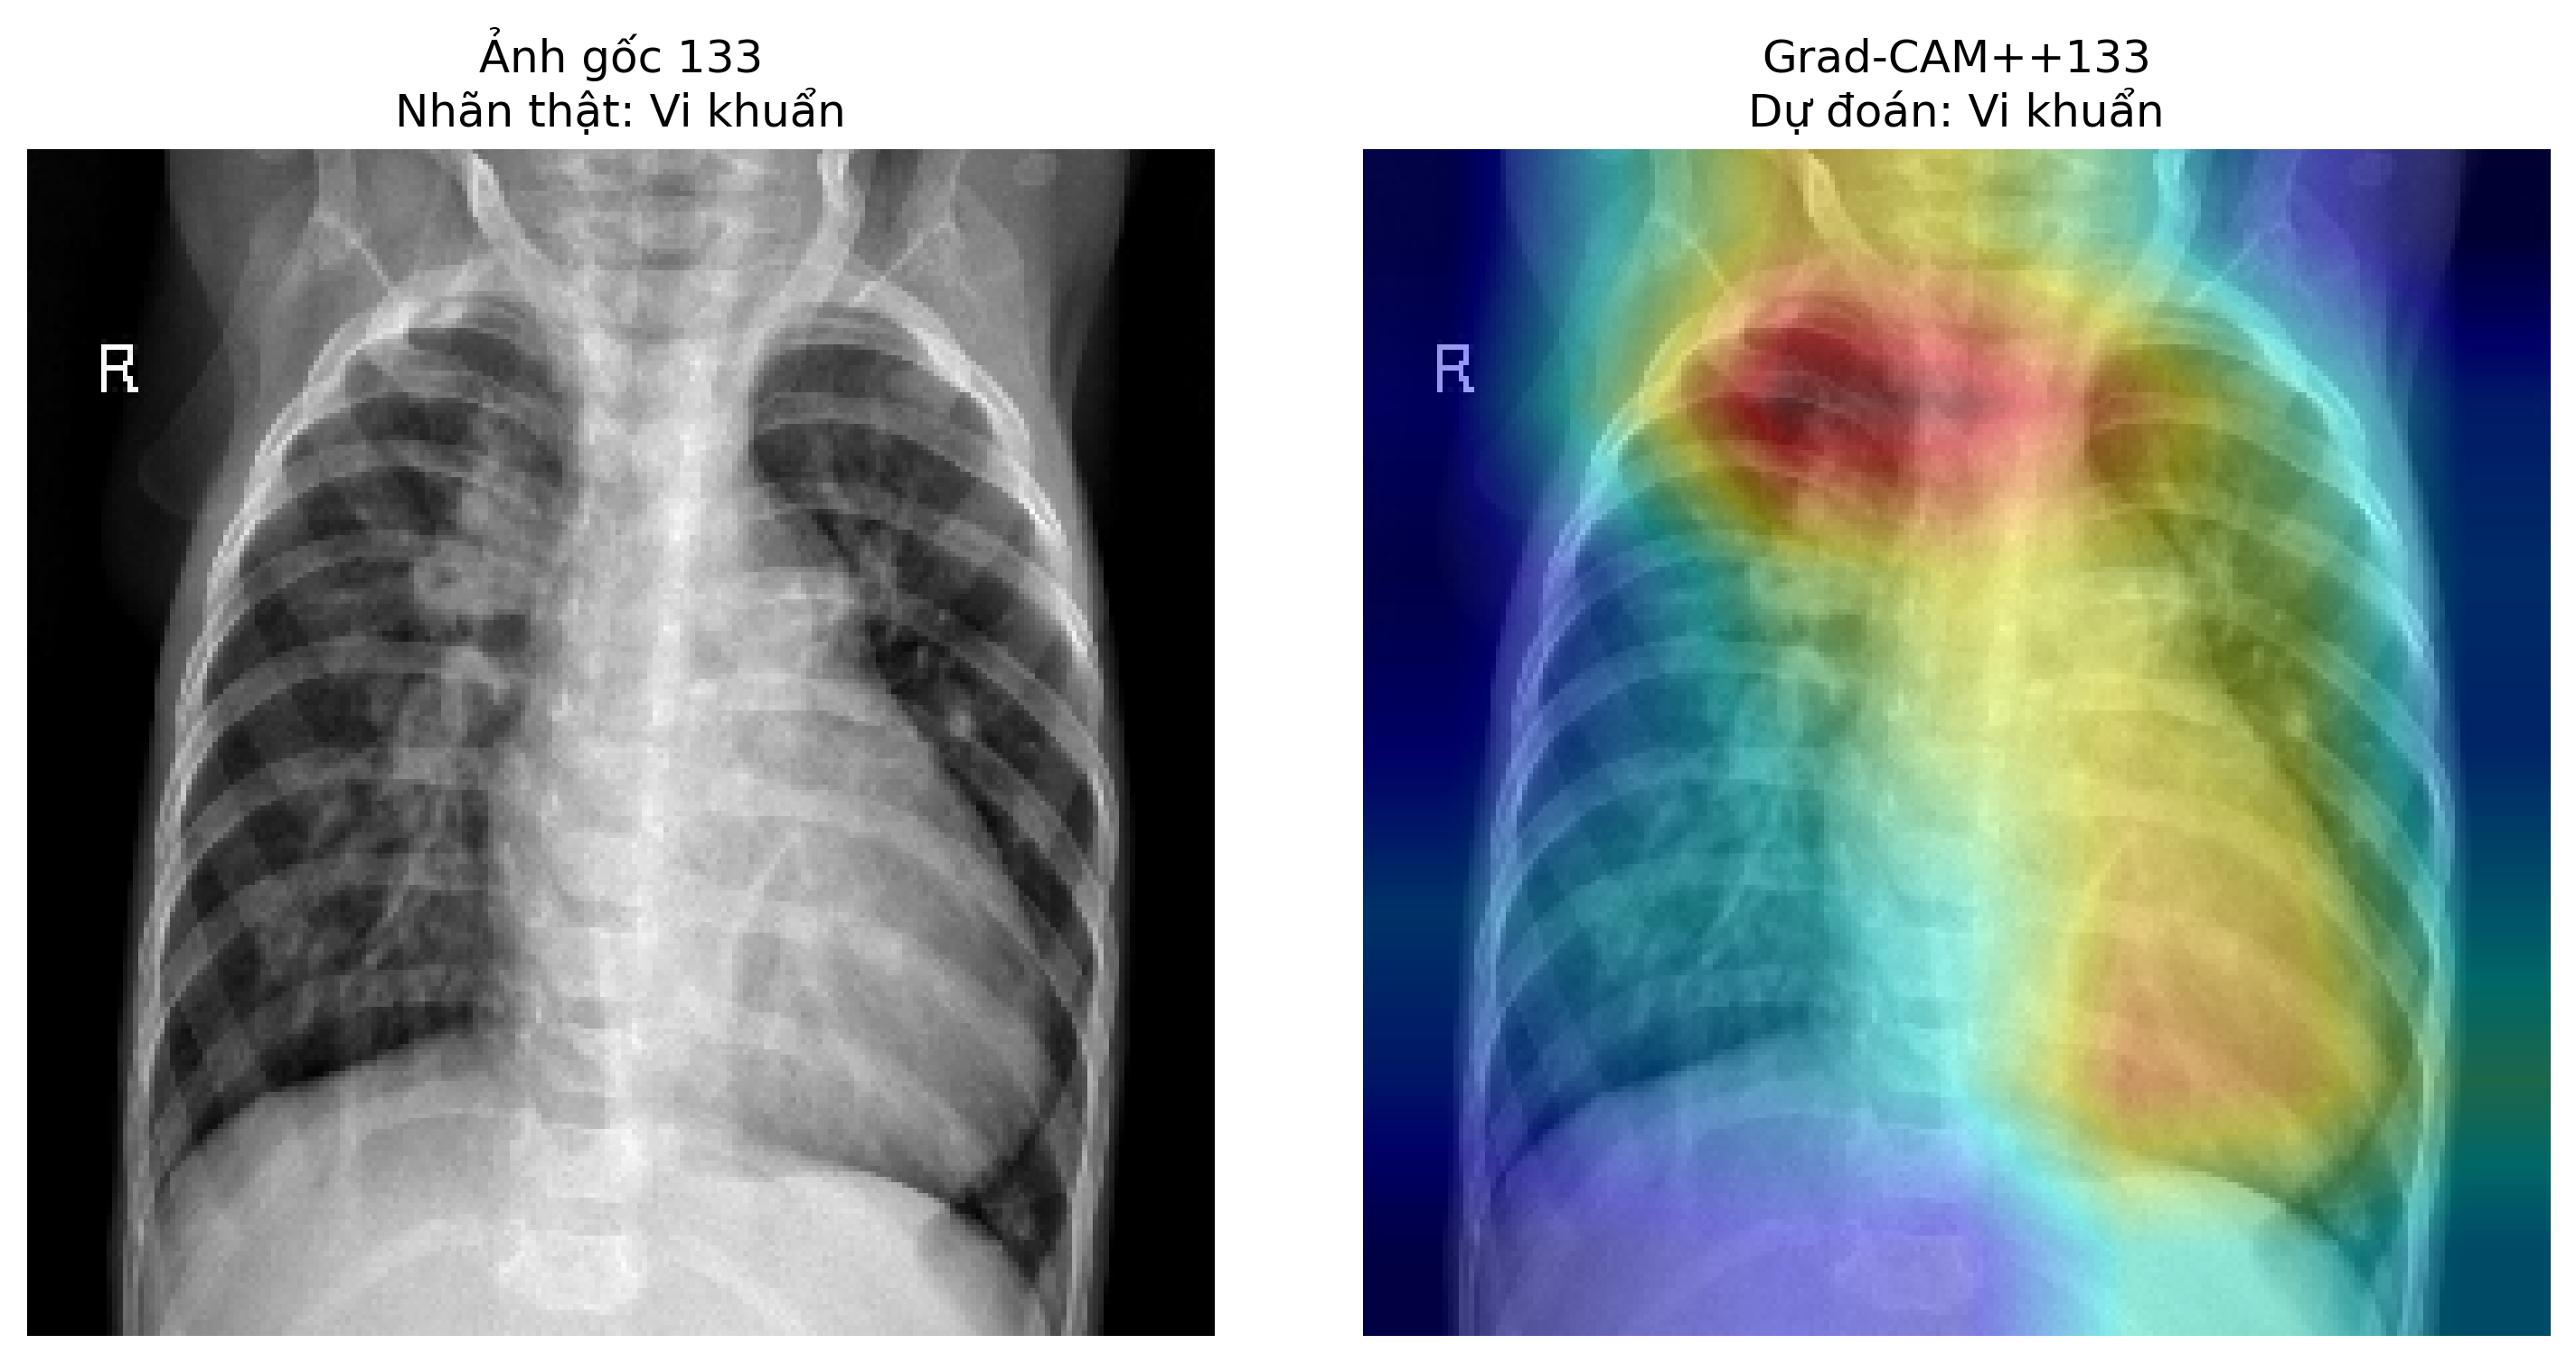 Ảnh gốc 133
Nhãn thật: Vi khuẩn
Grad-CAM++133
Dự đoán: Vi khuẩn
R
R